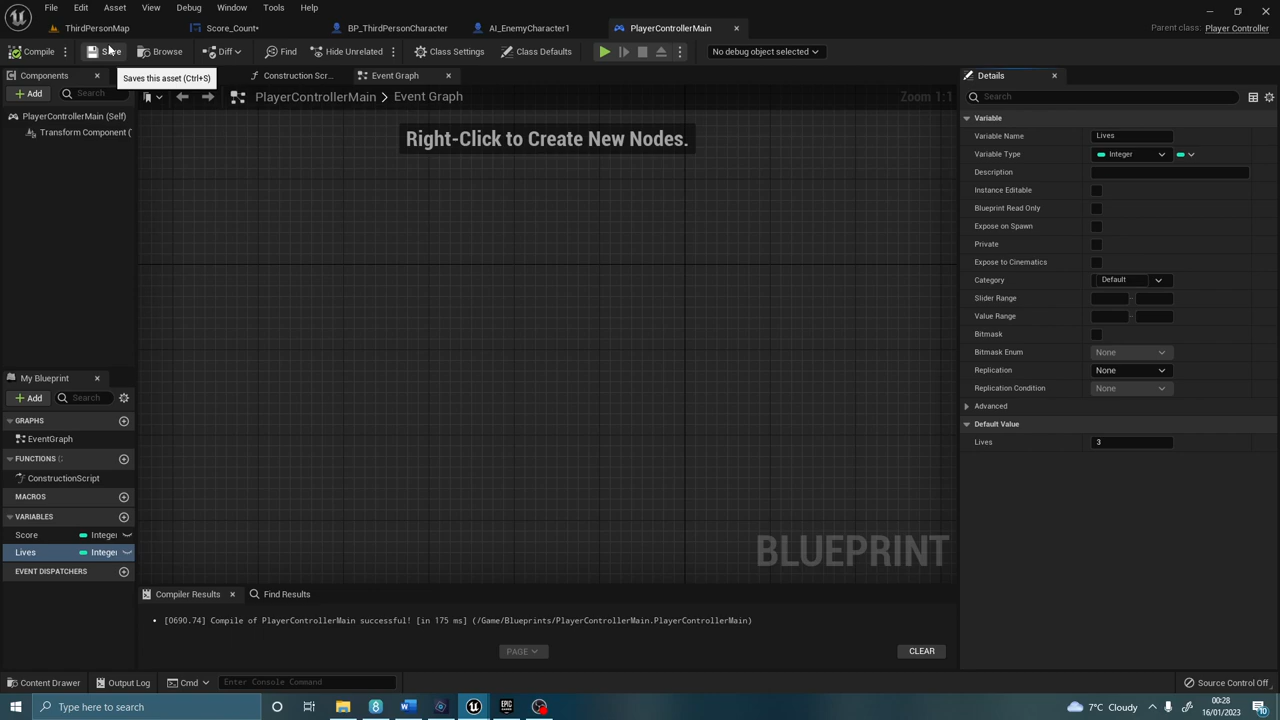 File Edit Asset View Debug Window Tools Help
ThirdPersonMap Score_Count• BP_ThirdPersonCharacter AI_EnemyCharacter1 PlayerControllerMain
Parent class: Player Controller
Compile Browse Diff Find Hide Unrelated Class Settings Class Defaults No debug object selected
Components Construction Scr... Event Graph Details
Saves this asset (Ctrl+S)
Add Search
PlayerControllerMain > Event Graph
Zoom 1:1
Search
PlayerControllerMain (Self)
Transform Component (
Right-Click to Create New Nodes.
Variable
Variable Name Lives
Variable Type Integer
Description
Instance Editable
Blueprint Read Only
Expose on Spawn
Private
Expose to Cinematics
Category Default
Slider Range
Value Range
Bitmask
Bitmask Enum None
Replication None
Replication Condition None
Advanced
Default Value
Lives 3
My Blueprint
Add Search
GRAPHS
EventGraph
FUNCTIONS
ConstructionScript
MACROS
VARIABLES
Score Integer
Lives Integer
EVENT DISPATCHERS
BLUEPRINT
Compiler Results Find Results
[0690.74] Compile of PlayerControllerMain successful! [in 175 ms] (/Game/Blueprints/PlayerControllerMain.PlayerControllerMain)
PAGE CLEAR
Content Drawer Output Log Cmd Enter Console Command Source Control Off
Type here to search
7°C Cloudy
00:28
16/01/2023